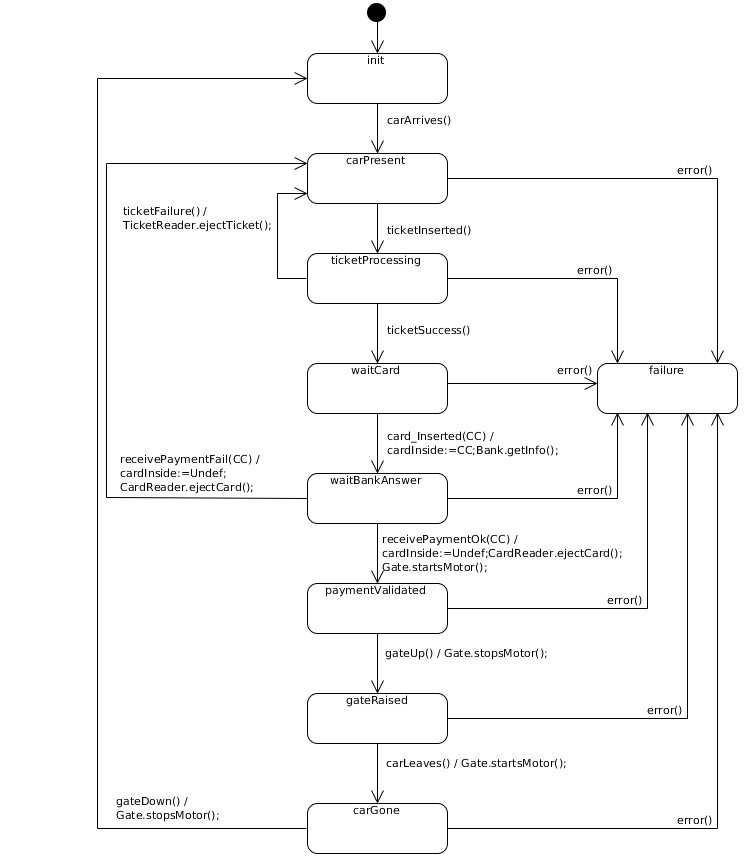 init
carArrives()
carPresent
error()
ticketFailure() /
TicketReader.ejectTicket();
ticketInserted()
ticketProcessing
error()
ticketSuccess()
waitCard
error()
failure
card_Inserted(CC) /
cardInside:=CC;Bank.getInfo();
receivePaymentFail(CC) /
cardInside:=Undef;
CardReader.ejectCard();
waitBankAnswer
error()
receivePaymentOk(CC) /
cardInside:=Undef;CardReader.ejectCard();
Gate.startsMotor();
paymentValidated
error()
gateUp() / Gate.stopsMotor();
gateRaised
error()
carLeaves() / Gate.startsMotor();
gateDown() /
Gate.stopsMotor();
carGone
error()